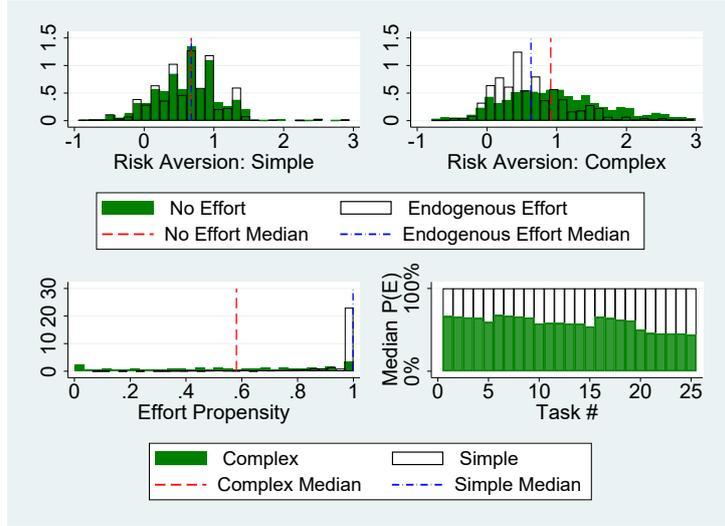 0 .5 1 1.5
-1 0 1 2 3
Risk Aversion: Simple
0 .5 1 1.5
-1 0 1 2 3
Risk Aversion: Complex
No Effort Endogenous Effort
No Effort Median Endogenous Effort Median
0 10 20 30
0 .2 .4 .6 .8 1
Effort Propensity
Median P(E)
0% 100%
0 5 10 15 20 25
Task #
Complex Simple
Complex Median Simple Median